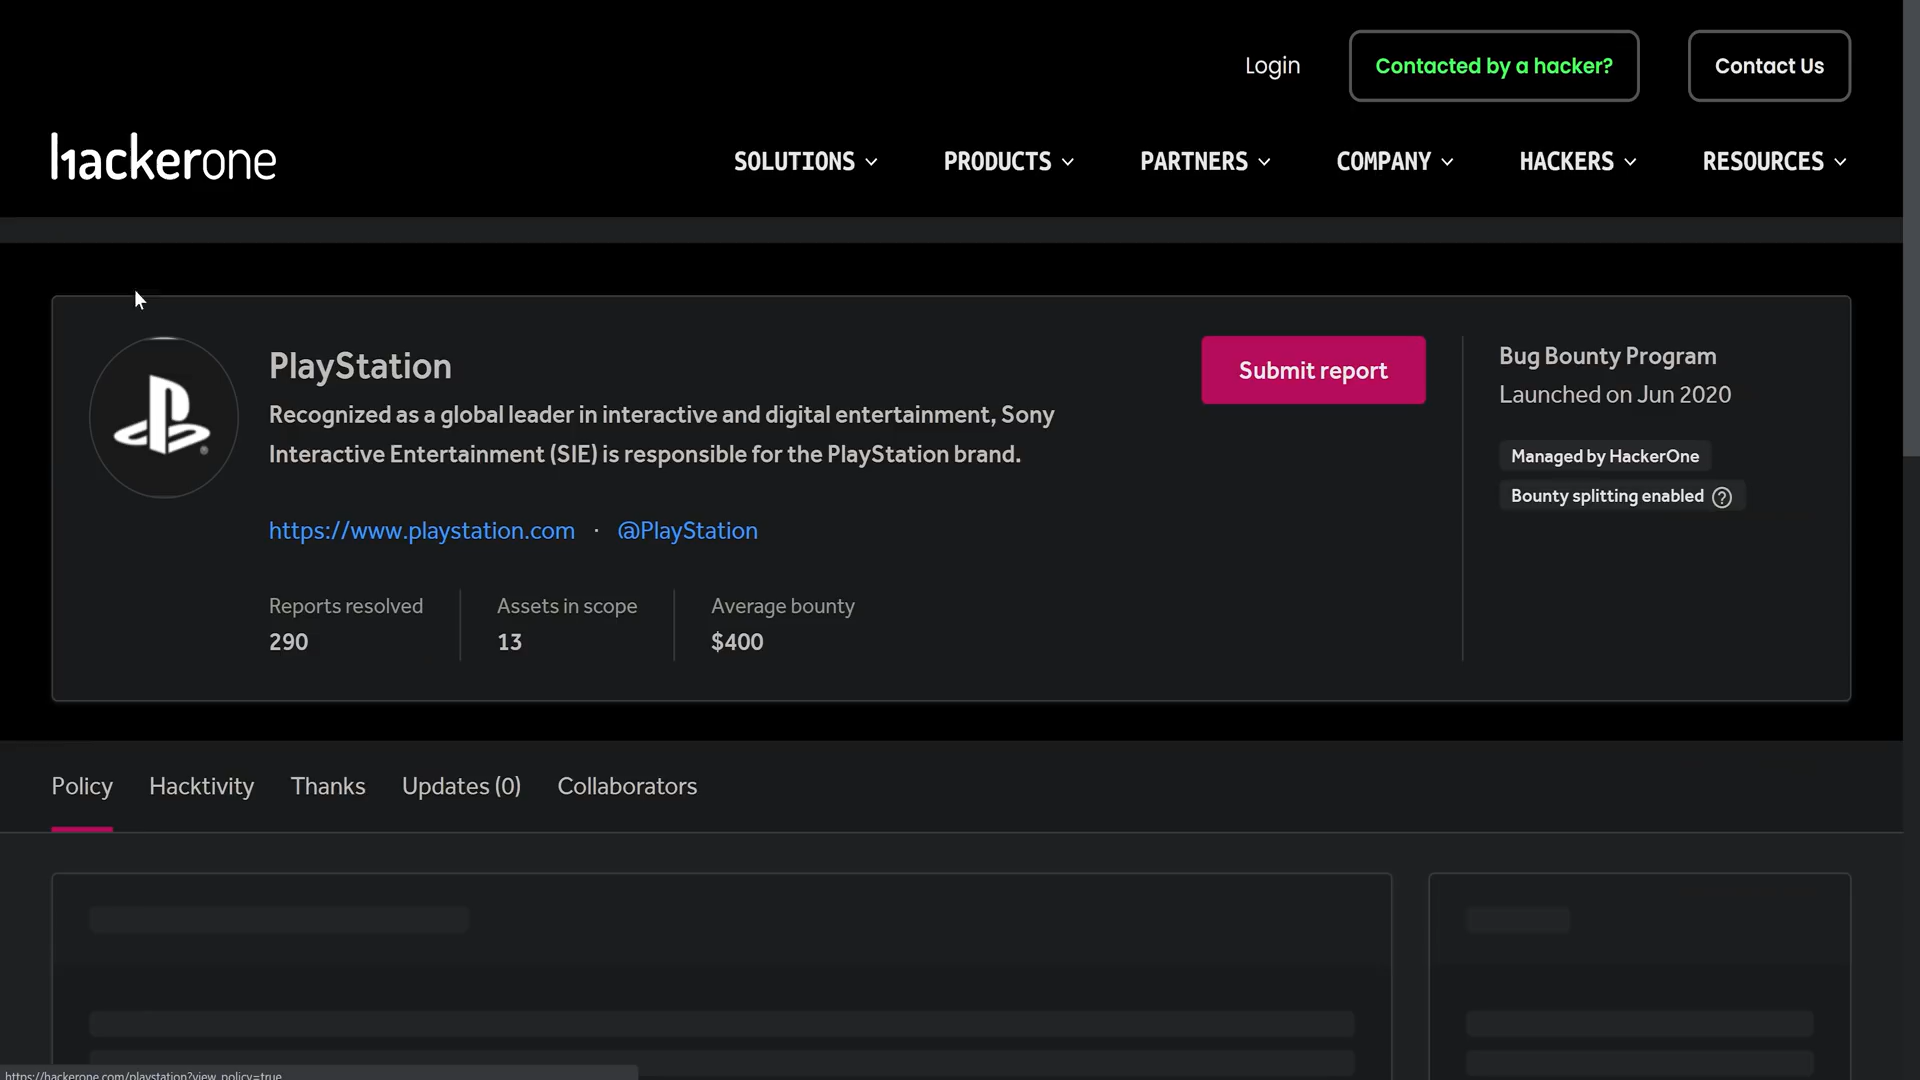 Login
Contacted by a hacker?
Contact Us
hackerone
SOLUTIONS
PRODUCTS
PARTNERS
COMPANY
HACKERS
RESOURCES
PlayStation
Recognized as a global leader in interactive and digital entertainment, Sony
Interactive Entertainment (SIE) is responsible for the PlayStation brand.
https://www.playstation.com · @PlayStation
Reports resolved
290
Assets in scope
13
Average bounty
$400
Submit report
Bug Bounty Program
Launched on Jun 2020
Managed by HackerOne
Bounty splitting enabled ?
Policy
Hacktivity
Thanks
Updates (0)
Collaborators
https://hackerone.com/playstation?view_policy=true